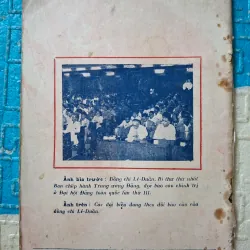 Ảnh bìa trước : Đồng chí Lê-Duẩn, Bí thư thứ nhất
Ban chấp hành Trung ương Đảng, đọc báo cáo chính trị
ở Đại hội Đảng toàn quốc lần thứ III.
Ảnh trên : Các đại biểu đang theo dõi báo cáo của
đồng chí Lê-Duẩn.